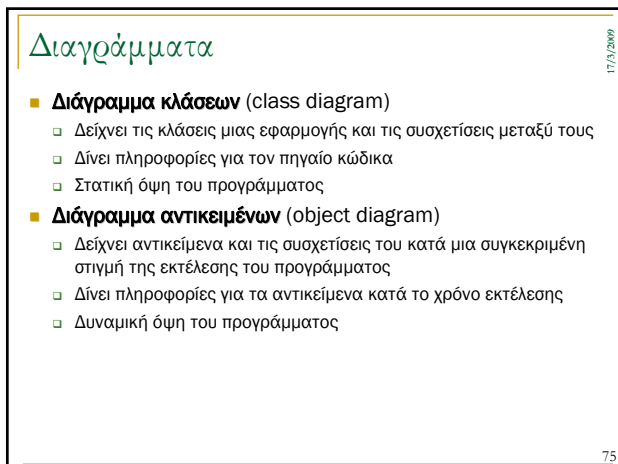 Διαγράμματα
17/3/2009
Διάγραμμα κλάσεων (class diagram)
Δείχνει τις κλάσεις μιας εφαρμογής και τις συσχετίσεις μεταξύ τους
Δίνει πληροφορίες για τον πηγαίο κώδικα
Στατική όψη του προγράμματος
Διάγραμμα αντικειμένων (object diagram)
Δείχνει αντικείμενα και τις συσχετίσεις του κατά μια συγκεκριμένη
στιγμή της εκτέλεσης του προγράμματος
Δίνει πληροφορίες για τα αντικείμενα κατά το χρόνο εκτέλεσης
Δυναμική όψη του προγράμματος
75